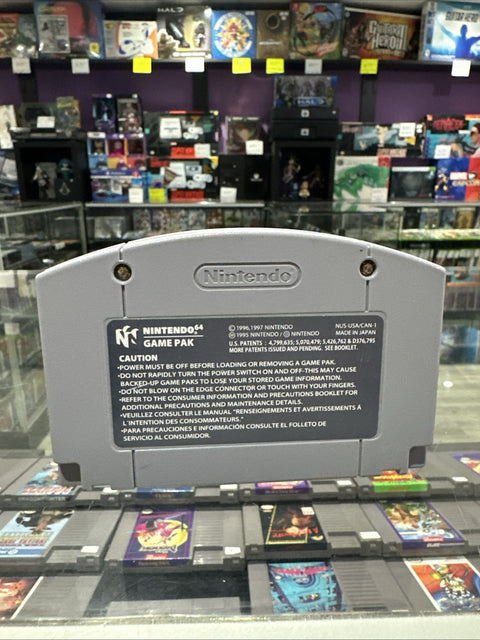 GUITAR HERO
HALO
Nintendo
NINTENDO64
GAME PAK
© 1996,1997 NINTENDO
NUS-USA/CAN-1
Ⓜ 1995 NINTENDO / Ⓝ NINTENDO
MADE IN JAPAN
U.S. PATENTS : 4,799,635; 5,070,479; 5,426,762 & D376,795
MORE PATENTS ISSUED AND PENDING. SEE BOOKLET.
CAUTION
•POWER MUST BE OFF BEFORE LOADING OR REMOVING A GAME PAK.
•DO NOT RAPIDLY TURN THE POWER SWITCH ON AND OFF-THIS MAY CAUSE
BACKED-UP GAME PAKS TO LOSE YOUR STORED GAME INFORMATION.
•DO NOT BLOW ON THE EDGE CONNECTOR OR TOUCH WITH YOUR FINGERS.
•REFER TO THE CONSUMER INFORMATION AND PRECAUTIONS BOOKLET FOR
ADDITIONAL PRECAUTIONS AND MAINTENANCE DETAILS.
•VEUILLEZ CONSULTER LE MANUAL "RENSEIGNEMENTS ET AVERTISSEMENTS À
L'INTENTION DES CONSOMMATEURS."
•PARA PRECAUCIONES E INFORMACIÓN CONSULTE EL FOLLETO DE
SERVICIO AL CONSUMIDOR.